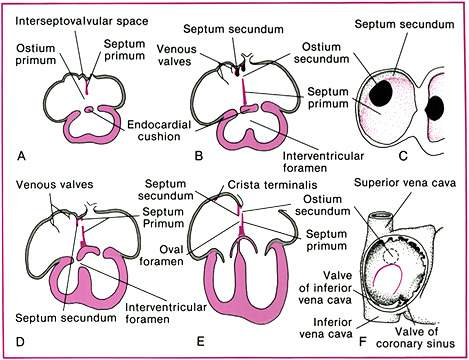 Interseptovalvular space
Ostium
primum
Septum
primum
Endocardial
cushion
A
Septum secundum
Venous
valves
Ostium
secundum
Septum
primum
Interventricular
foramen
B
Septum secundum
C
Venous valves
Septum
Primum
Septum secundum
Interventricular
foramen
D
Septum
secundum
Crista terminalis
Ostium
secundum
Septum
primum
Oval
foramen
E
Superior vena cava
Valve
of inferior
vena cava
Inferior
vena cava
Valve of
coronary sinus
F